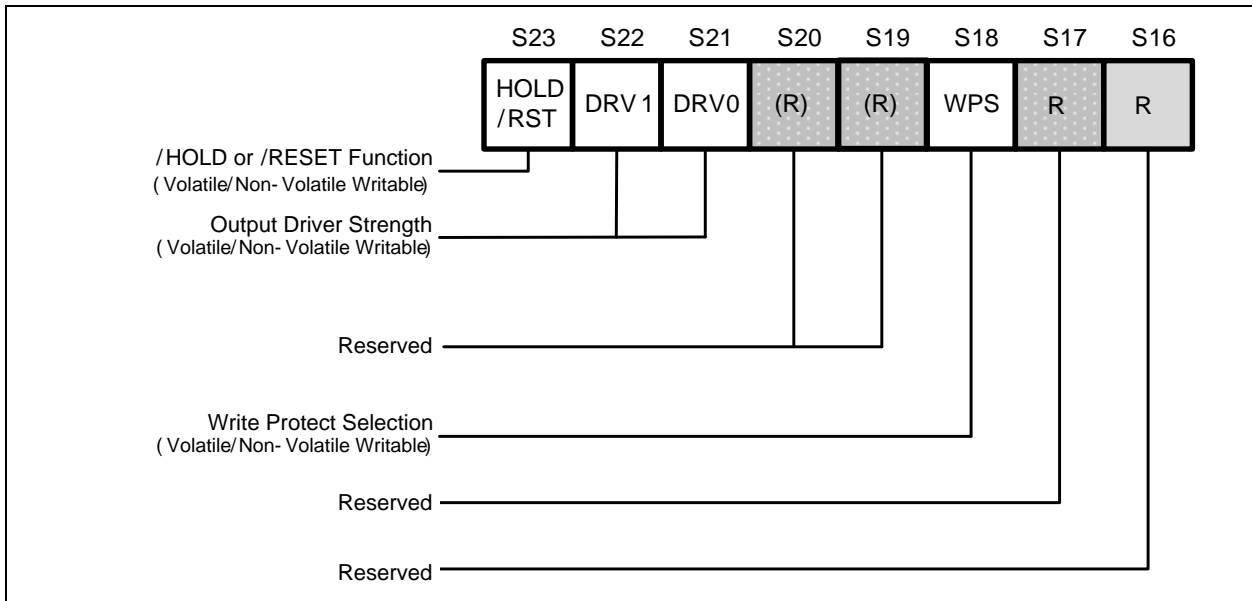 S23 S22 S21 S20 S19 S18 S17 S16
HOLD
/RST
DRV1 DRV0 (R) (R) WPS R R
/HOLD or /RESET Function
(Volatile/Non-Volatile Writable)
Output Driver Strength
(Volatile/Non-Volatile Writable)
Reserved
Write Protect Selection
(Volatile/Non-Volatile Writable)
Reserved
Reserved